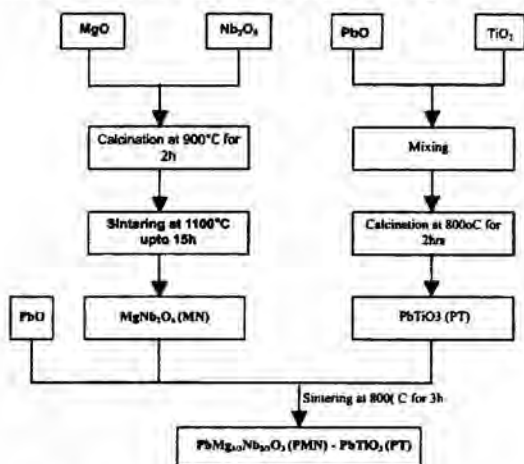 MgO
Nb₂O₅
PbO
TiO₂
Calcination at 900°C for
2h
Mixing
Sintering at 1100°C
upto 15h
Calcination at 800oC for
2hrs
PbO
MgNb₂O₆ (MN)
PbTiO3 (PT)
Sintering at 800( C for 3h
PbMg₁/₃Nb₂/₃O₃ (PMN) - PbTiO₃ (PT)